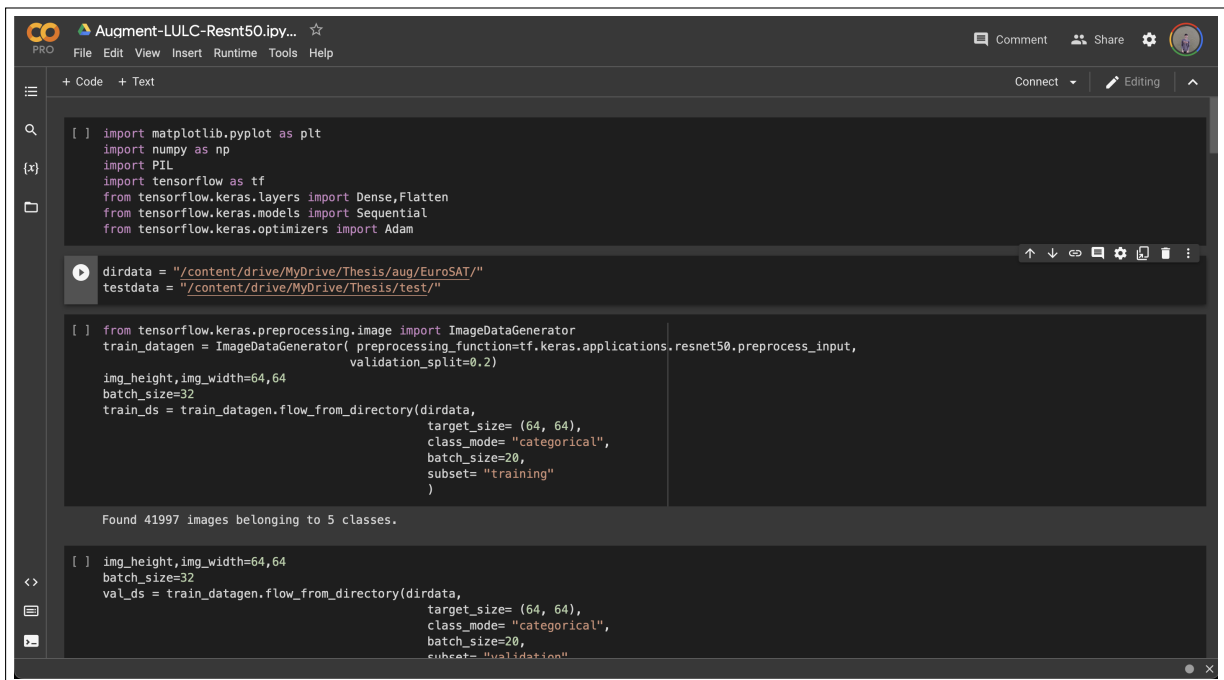 CO Augment-LULC-Resnt50.ipy...
PRO File Edit View Insert Runtime Tools Help
Comment Share
+ Code + Text
Connect Editing
{x}
[ ] import matplotlib.pyplot as plt
import numpy as np
import PIL
import tensorflow as tf
from tensorflow.keras.layers import Dense,Flatten
from tensorflow.keras.models import Sequential
from tensorflow.keras.optimizers import Adam
dirdata = "/content/drive/MyDrive/Thesis/aug/EuroSAT/"
testdata = "/content/drive/MyDrive/Thesis/test/"
[ ] from tensorflow.keras.preprocessing.image import ImageDataGenerator
train_datagen = ImageDataGenerator( preprocessing_function=tf.keras.applications.resnet50.preprocess_input,
validation_split=0.2)
img_height,img_width=64,64
batch_size=32
train_ds = train_datagen.flow_from_directory(dirdata,
target_size= (64, 64),
class_mode= "categorical",
batch_size=20,
subset= "training"
)
Found 41997 images belonging to 5 classes.
[ ] img_height,img_width=64,64
batch_size=32
val_ds = train_datagen.flow_from_directory(dirdata,
target_size= (64, 64),
class_mode= "categorical",
batch_size=20,
subset= "validation"